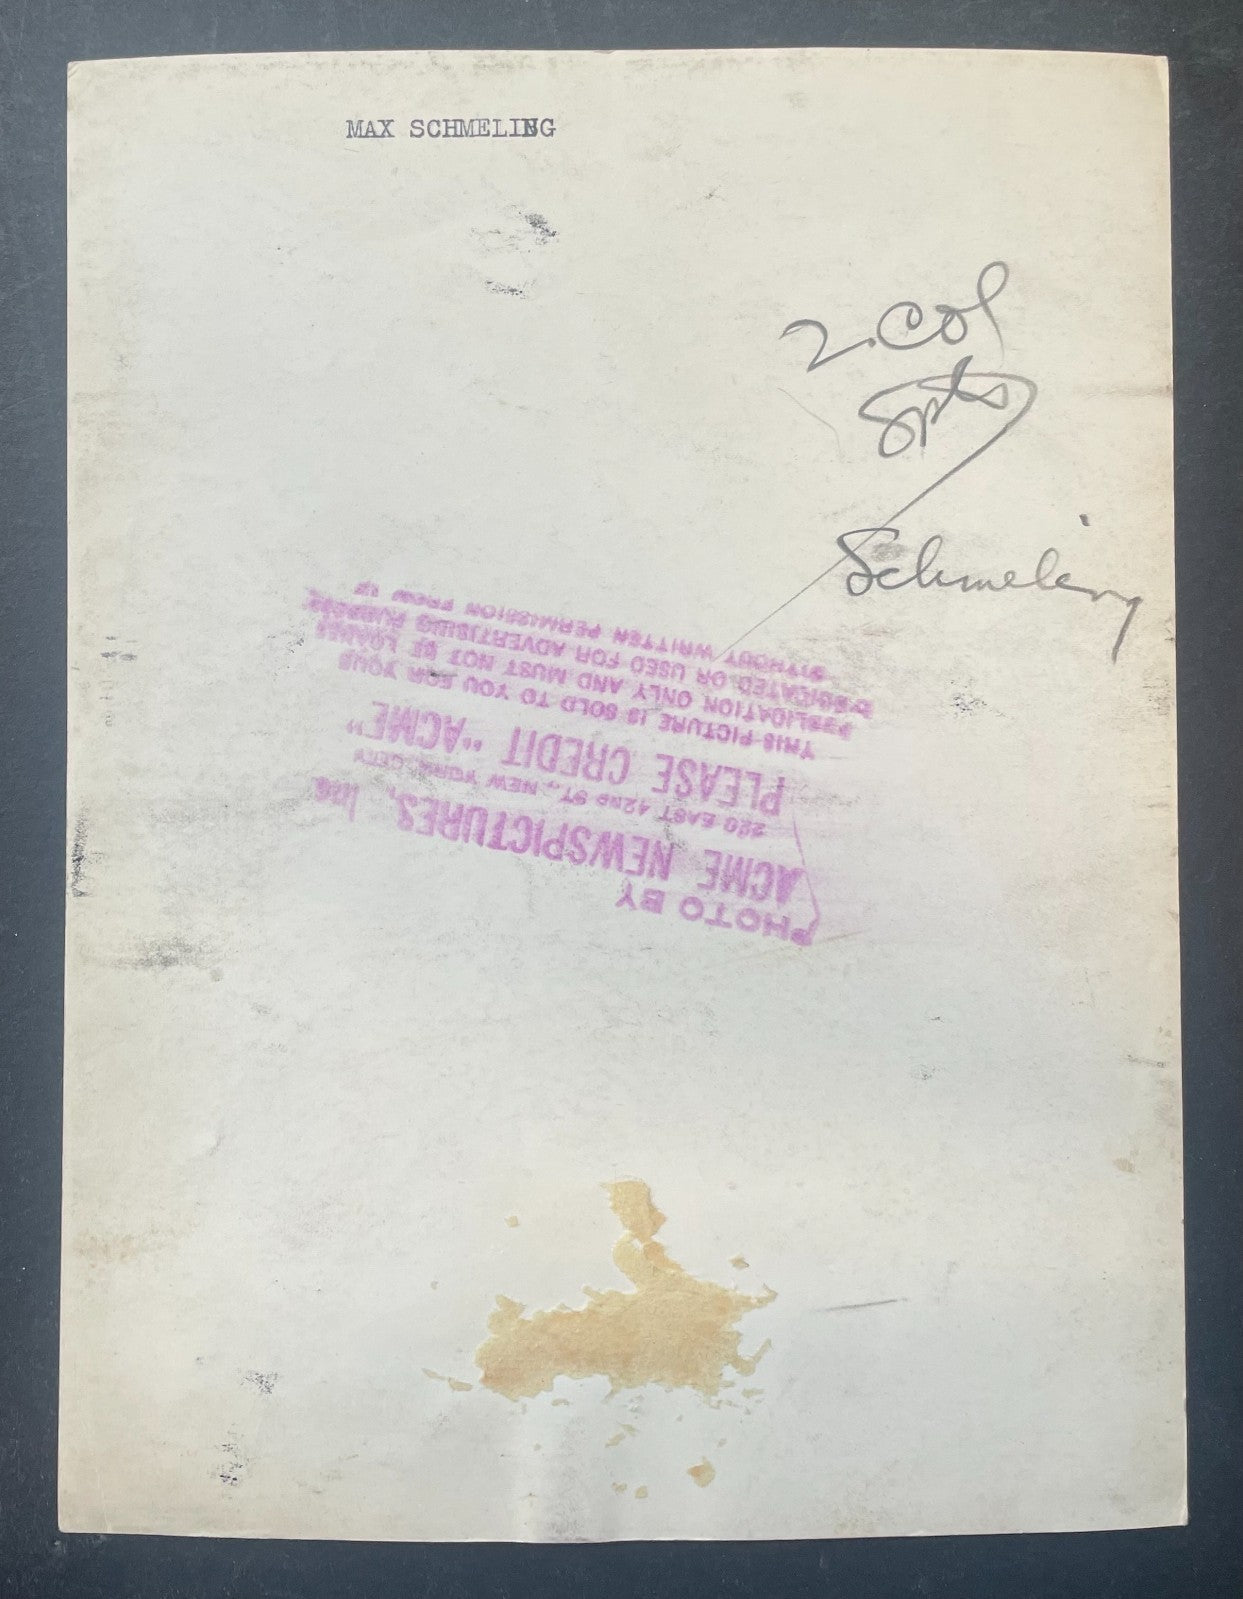 MAX SCHMELING
2. COL
Spts
Schmeling
PHOTO BY
ACME NEWSPICTURES, Inc.
220 EAST 42ND ST., NEW YORK CITY
PLEASE CREDIT "ACME"
THIS PICTURE IS SOLD TO YOU FOR YOUR
PUBLICATION ONLY AND MUST NOT BE LOANED
SYNDICATED OR USED FOR ADVERTISING PURPOSES
WITHOUT WRITTEN PERMISSION FROM US